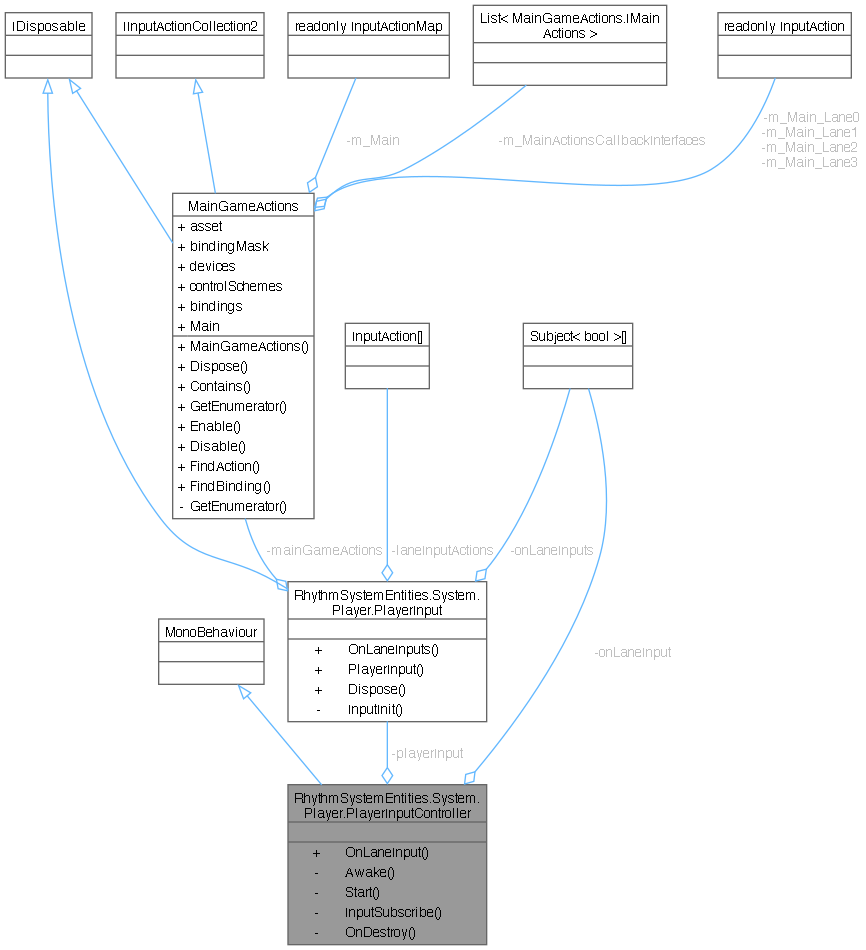 IDisposable
IInputActionCollection2
readonly InputActionMap
List< MainGameActions.IMain
Actions >
readonly InputAction
-m_Main
-m_MainActionsCallbackInterfaces
-m_Main_Lane0
-m_Main_Lane1
-m_Main_Lane2
-m_Main_Lane3
MainGameActions
+ asset
+ bindingMask
+ devices
+ controlSchemes
+ bindings
+ Main
+ MainGameActions()
+ Dispose()
+ Contains()
+ GetEnumerator()
+ Enable()
+ Disable()
+ FindAction()
+ FindBinding()
- GetEnumerator()
InputAction[]
Subject< bool >[]
-mainGameActions
-laneInputActions
-onLaneInputs
RhythmSystemEntities.System.
Player.PlayerInput
+ OnLaneInputs()
+ PlayerInput()
+ Dispose()
- InputInit()
MonoBehaviour
-onLaneInput
-playerInput
RhythmSystemEntities.System.
Player.PlayerInputController
+ OnLaneInput()
- Awake()
- Start()
- InputSubscribe()
- OnDestroy()